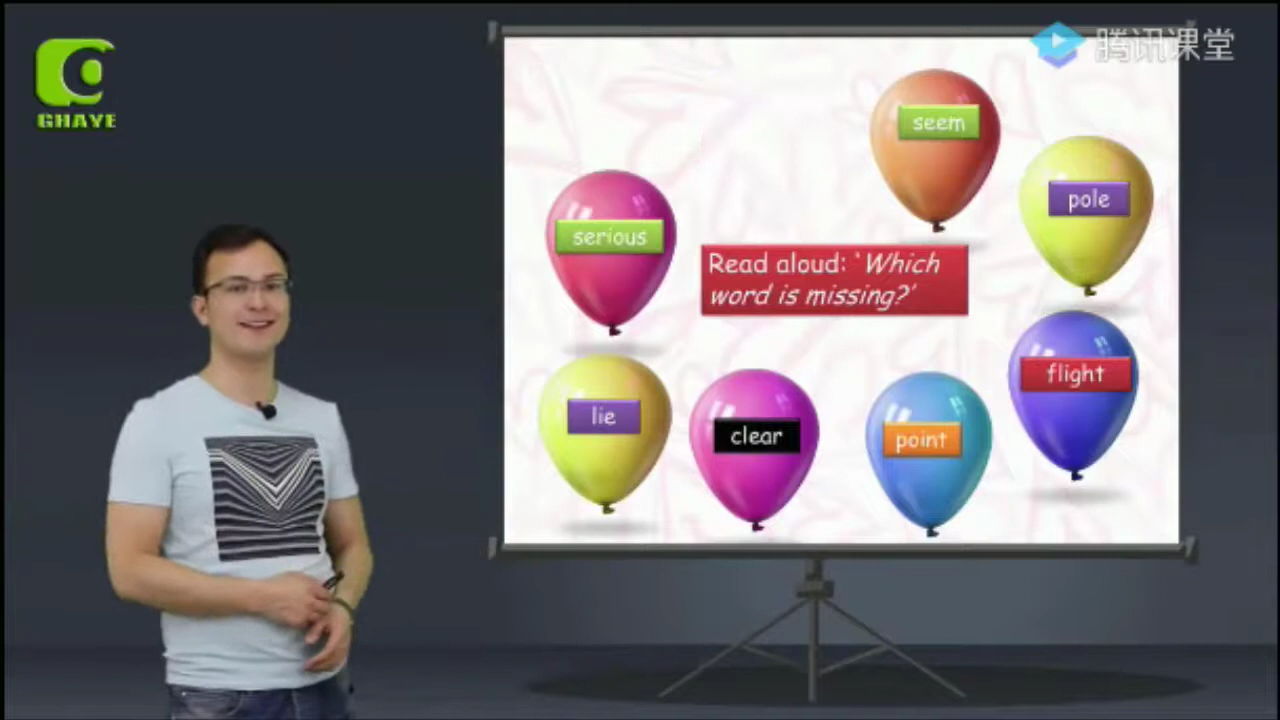 GHAYE
腾讯课堂
seem
pole
serious
Read aloud: ‘Which
word is missing?’
flight
lie
clear
point